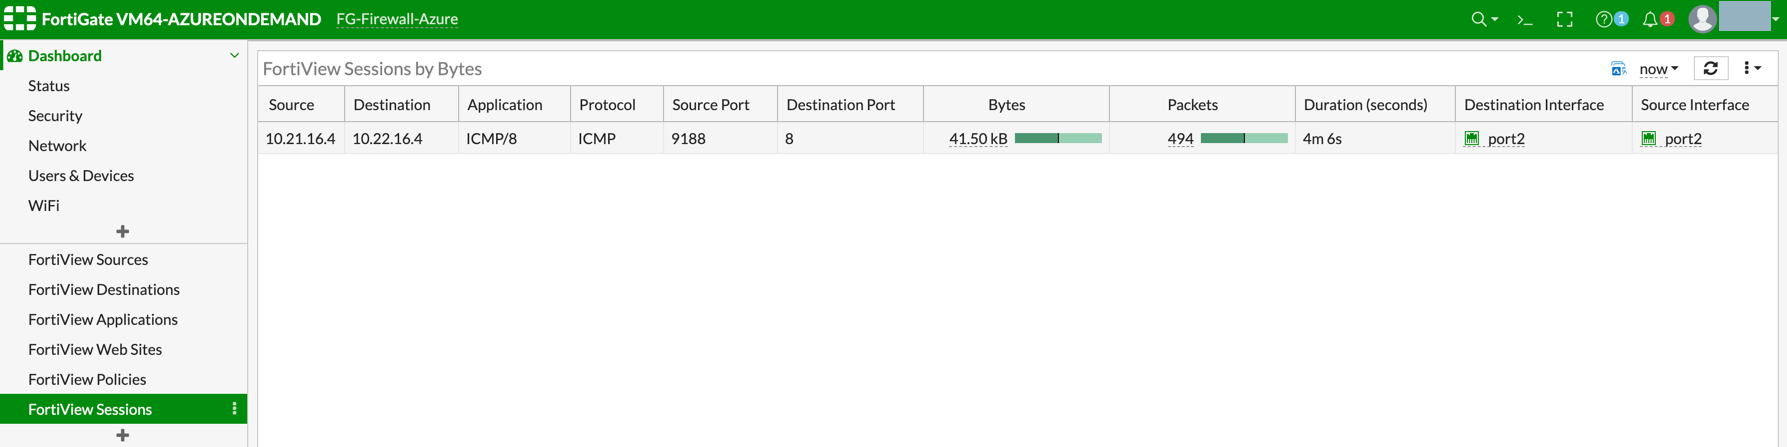 FortiGate VM64-AZUREONDEMAND FG-Firewall-Azure >_ ? 1 1
Dashboard
Status
Security
Network
Users & Devices
WiFi
+
FortiView Sources
FortiView Destinations
FortiView Applications
FortiView Web Sites
FortiView Policies
FortiView Sessions
+
FortiView Sessions by Bytes now
Source Destination Application Protocol Source Port Destination Port Bytes Packets Duration (seconds) Destination Interface Source Interface
10.21.16.4 10.22.16.4 ICMP/8 ICMP 9188 8 41.50 kB 494 4m 6s port2 port2